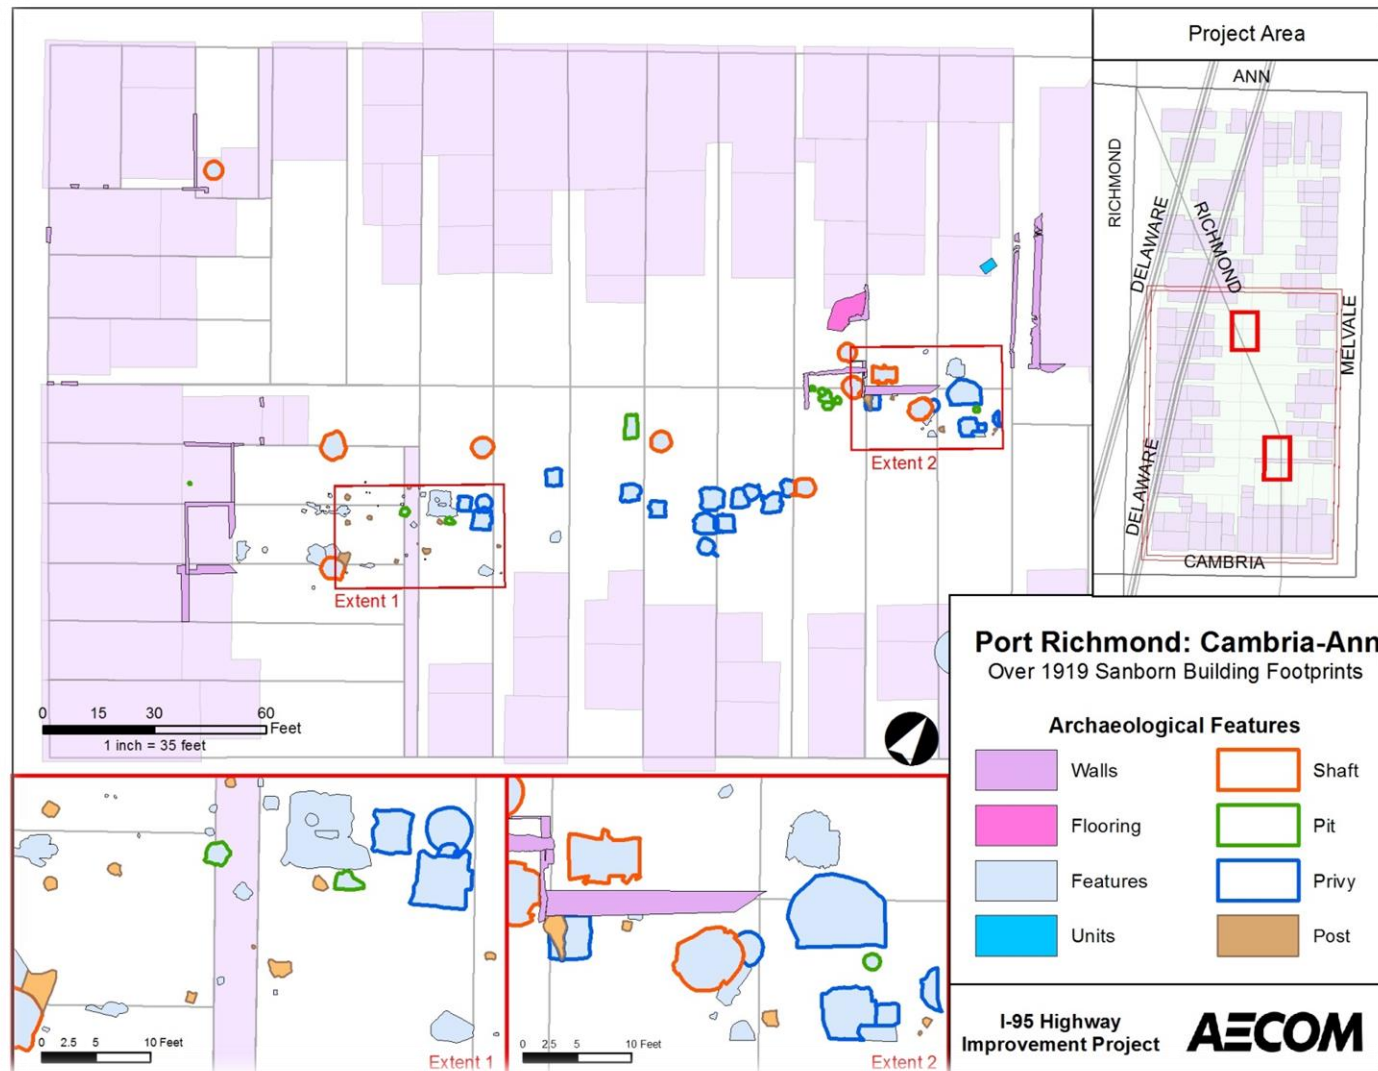 Project Area
ANN
RICHMOND
DELAWARE
RICHMOND
MELVALE
DELAWARE
CAMBRIA
Extent 2
Extent 1
0 15 30 60
Feet
1 inch = 35 feet
Port Richmond: Cambria-Ann
Over 1919 Sanborn Building Footprints
Archaeological Features
Walls
Shaft
Flooring
Pit
Features
Privy
Units
Post
0 2.5 5 10 Feet
Extent 1
0 2.5 5 10 Feet
Extent 2
I-95 Highway
Improvement Project
AECOM